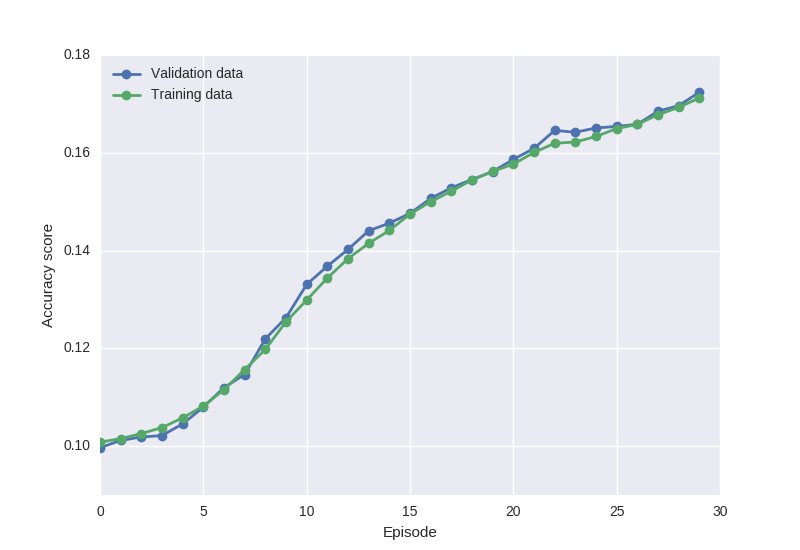 0.18
Validation data
Training data
0.16
0.14
Accuracy score
0.12
0.10
0 5 10 15 20 25 30
Episode